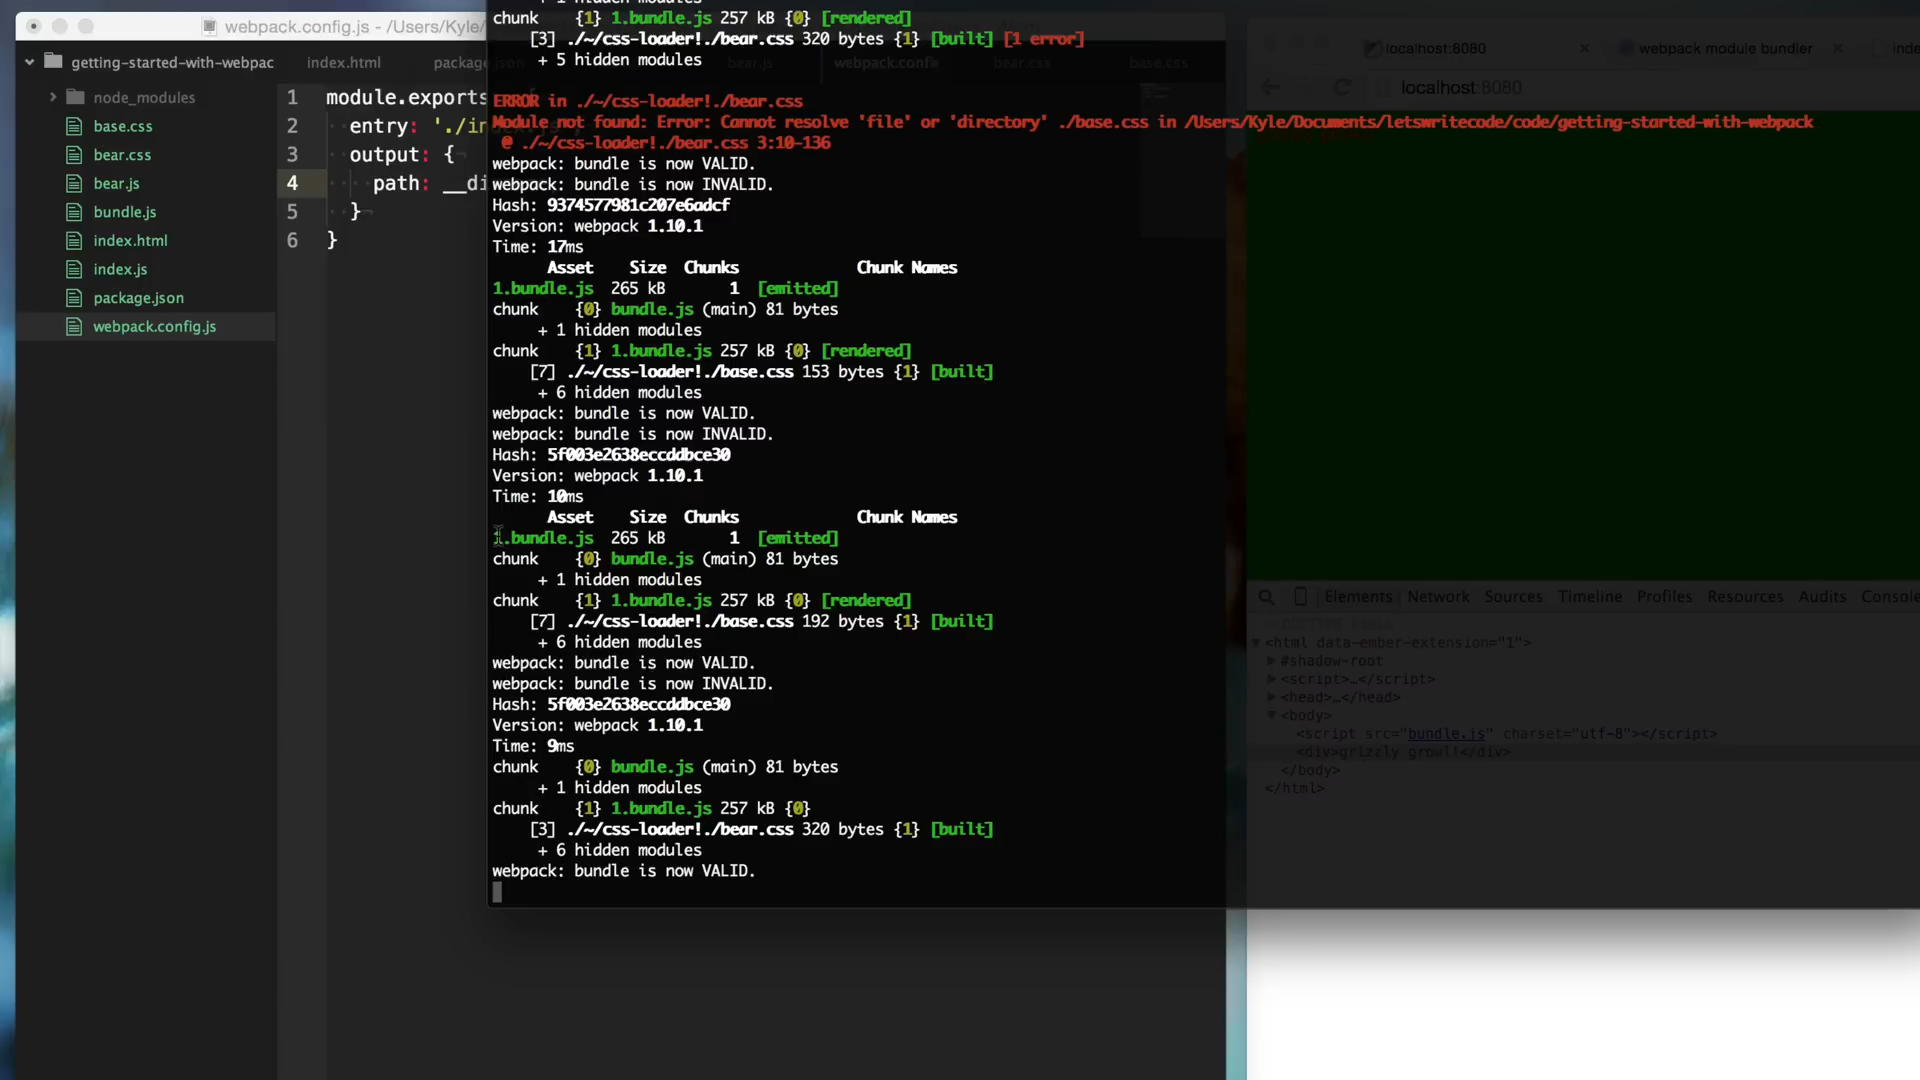 webpack.config.js - /Users/Kyle/
getting-started-with-webpac
node_modules
base.css
bear.css
bear.js
bundle.js
index.html
index.js
package.json
webpack.config.js
index.html
package.json
bear.js
webpack.confi
bear.css
base.css
1 module.exports
2 entry: './index.js',
3 output: {
4 path: __di
5 }
6 }
chunk {1} 1.bundle.js 257 kB {0} [rendered]
[3] ./~/css-loader!./bear.css 320 bytes {1} [built] [1 error]
+ 5 hidden modules
ERROR in ./~/css-loader!./bear.css
Module not found: Error: Cannot resolve 'file' or 'directory' ./base.css in /Users/Kyle/Documents/letswritecode/code/getting-started-with-webpack
@ ./~/css-loader!./bear.css 3:10-136
webpack: bundle is now VALID.
webpack: bundle is now INVALID.
Hash: 9374577981c207e6adcf
Version: webpack 1.10.1
Time: 17ms
Asset Size Chunks Chunk Names
1.bundle.js 265 kB 1 [emitted]
chunk {0} bundle.js (main) 81 bytes
+ 1 hidden modules
chunk {1} 1.bundle.js 257 kB {0} [rendered]
[7] ./~/css-loader!./base.css 153 bytes {1} [built]
+ 6 hidden modules
webpack: bundle is now VALID.
webpack: bundle is now INVALID.
Hash: 5f003e2638eccddbce30
Version: webpack 1.10.1
Time: 10ms
Asset Size Chunks Chunk Names
1.bundle.js 265 kB 1 [emitted]
chunk {0} bundle.js (main) 81 bytes
+ 1 hidden modules
chunk {1} 1.bundle.js 257 kB {0} [rendered]
[7] ./~/css-loader!./base.css 192 bytes {1} [built]
+ 6 hidden modules
webpack: bundle is now VALID.
webpack: bundle is now INVALID.
Hash: 5f003e2638eccddbce30
Version: webpack 1.10.1
Time: 9ms
chunk {0} bundle.js (main) 81 bytes
+ 1 hidden modules
chunk {1} 1.bundle.js 257 kB {0}
[3] ./~/css-loader!./bear.css 320 bytes {1} [built]
+ 6 hidden modules
webpack: bundle is now VALID.
localhost:8080
webpack module bundler
inde
localhost:8080
Elements Network Sources Timeline Profiles Resources Audits Console
<html data-ember-extension="1">
#shadow-root
<script>…</script>
<head>…</head>
<body>
<script src="bundle.js" charset="utf-8"></script>
<div>grizzly growl!</div>
</body>
</html>